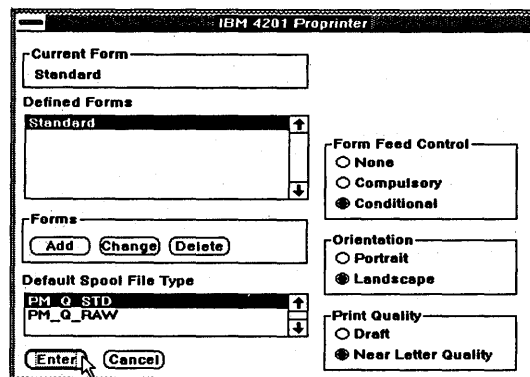 IBM 4201 Proprinter
Current Form
Standard
Defined Forms
Standard
Forms
Add Change Delete
Default Spool File Type
PM_Q_STD
PM_Q_RAW
Enter Cancel
Form Feed Control
None
Compulsory
Conditional
Orientation
Portrait
Landscape
Print Quality
Draft
Near Letter Quality